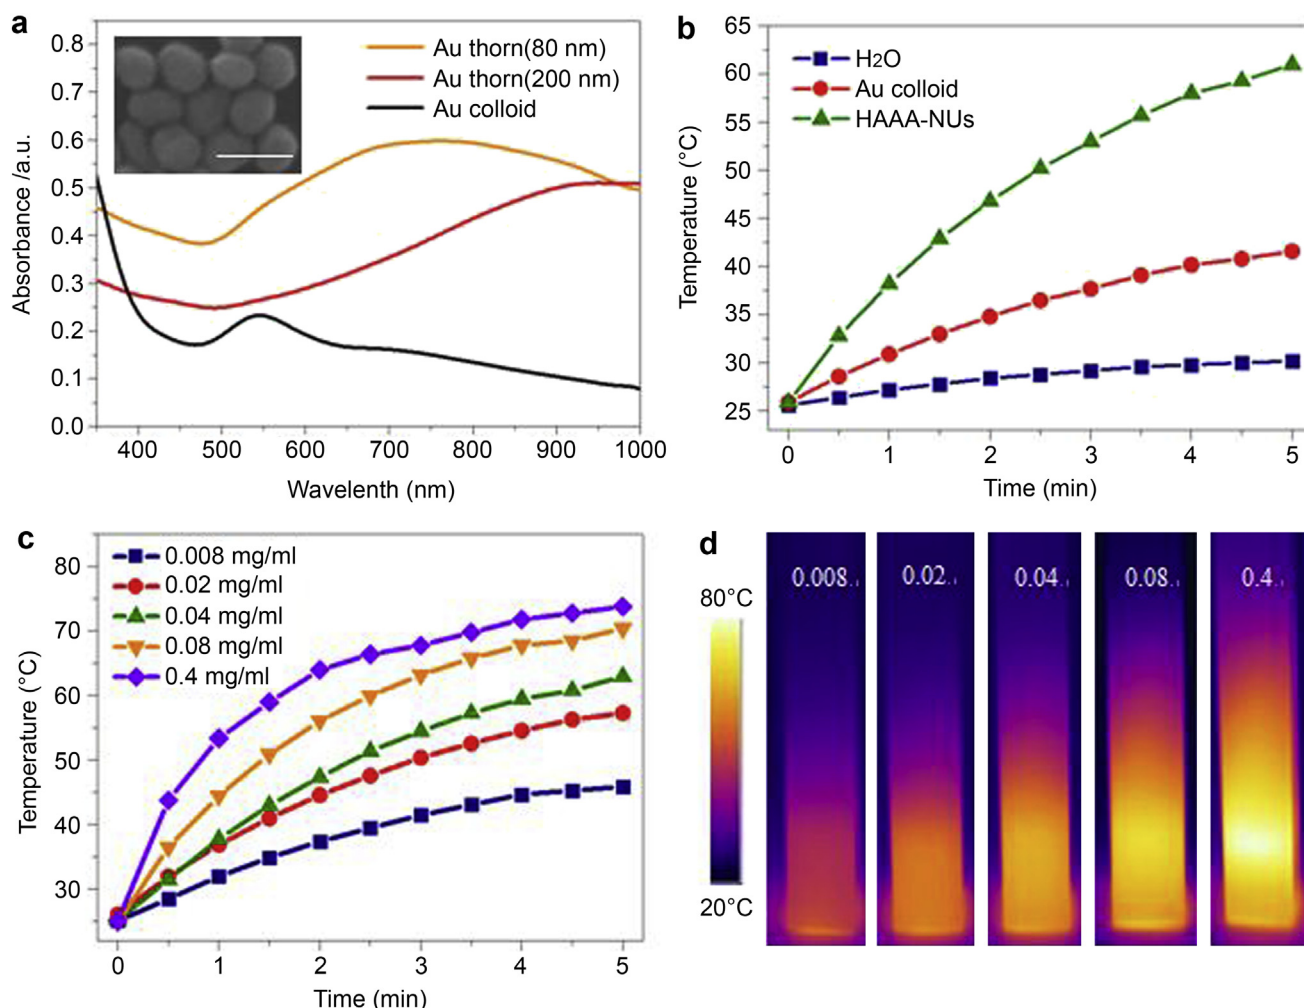 a
0.8
0.7
0.6
0.5
0.4
0.3
0.2
0.1
0.0
Absorbance /a.u.
Au thorn(80 nm)
Au thorn(200 nm)
Au colloid
400 500 600 700 800 900 1000
Wavelenth (nm)
b
65
60
55
50
45
40
35
30
25
Temperature (°C)
H2O
Au colloid
HAAA-NUs
0 1 2 3 4 5
Time (min)
c
80
70
60
50
40
30
Temperature (°C)
0.008 mg/ml
0.02 mg/ml
0.04 mg/ml
0.08 mg/ml
0.4 mg/ml
0 1 2 3 4 5
Time (min)
d
80°C
20°C
0.008 0.02 0.04 0.08 0.4